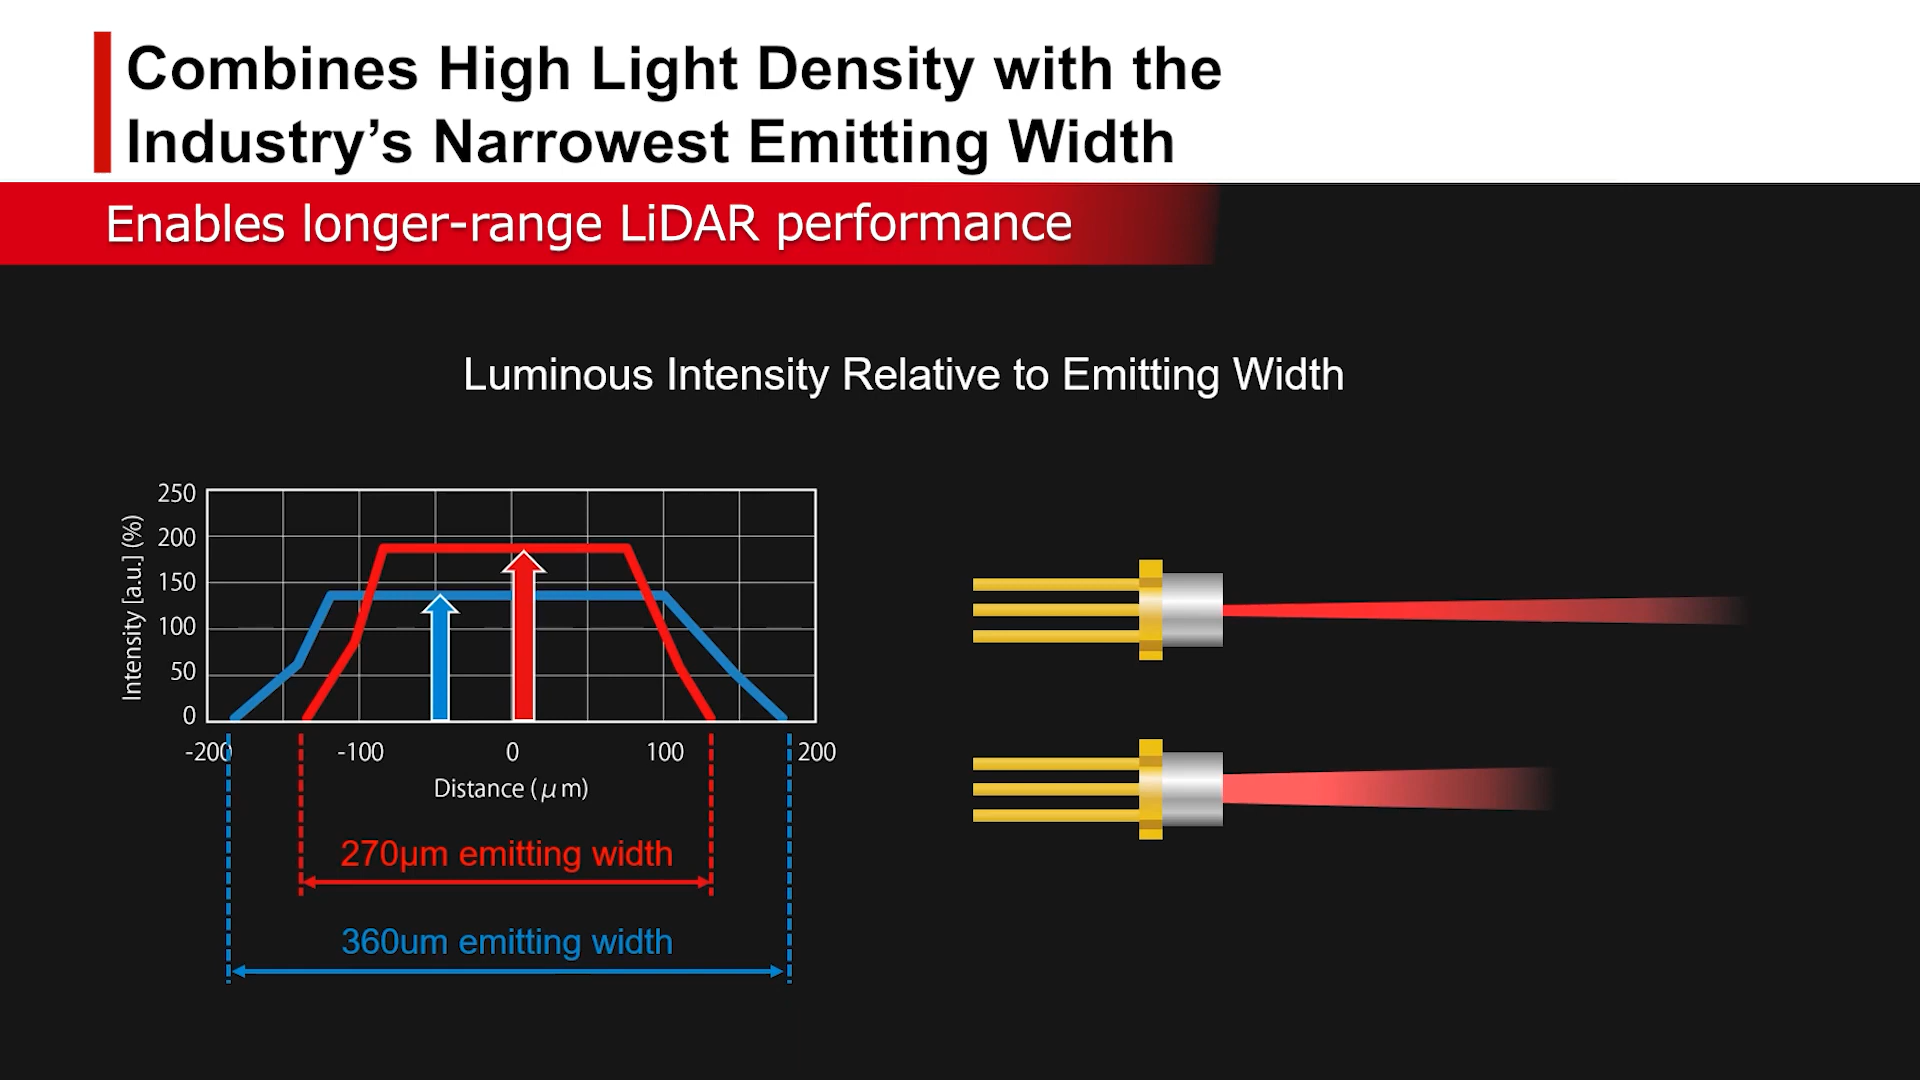 Combines High Light Density with the
Industry’s Narrowest Emitting Width
Enables longer-range LiDAR performance
Luminous Intensity Relative to Emitting Width
Intensity [a.u.] (%)
250
200
150
100
50
0
-200
-100
0
100
200
Distance (μm)
270μm emitting width
360um emitting width